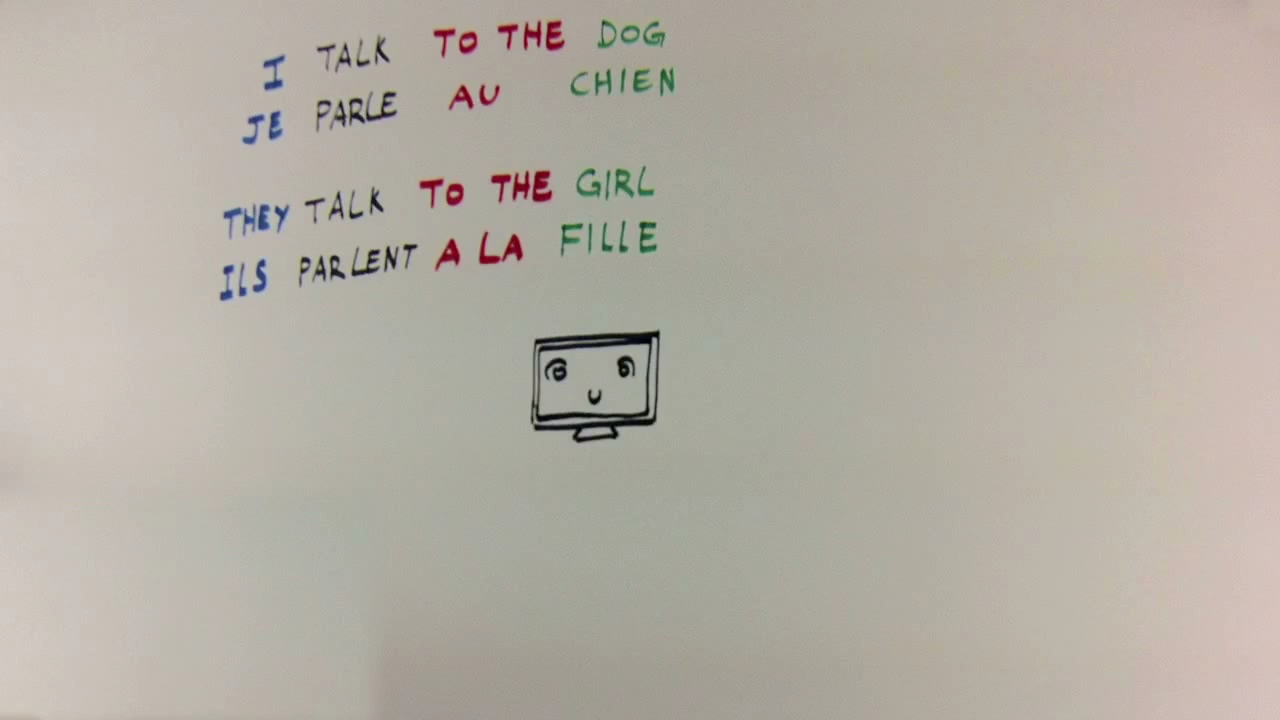 I TALK TO THE DOG
JE PARLE AU CHIEN
THEY TALK TO THE GIRL
ILS PARLENT A LA FILLE